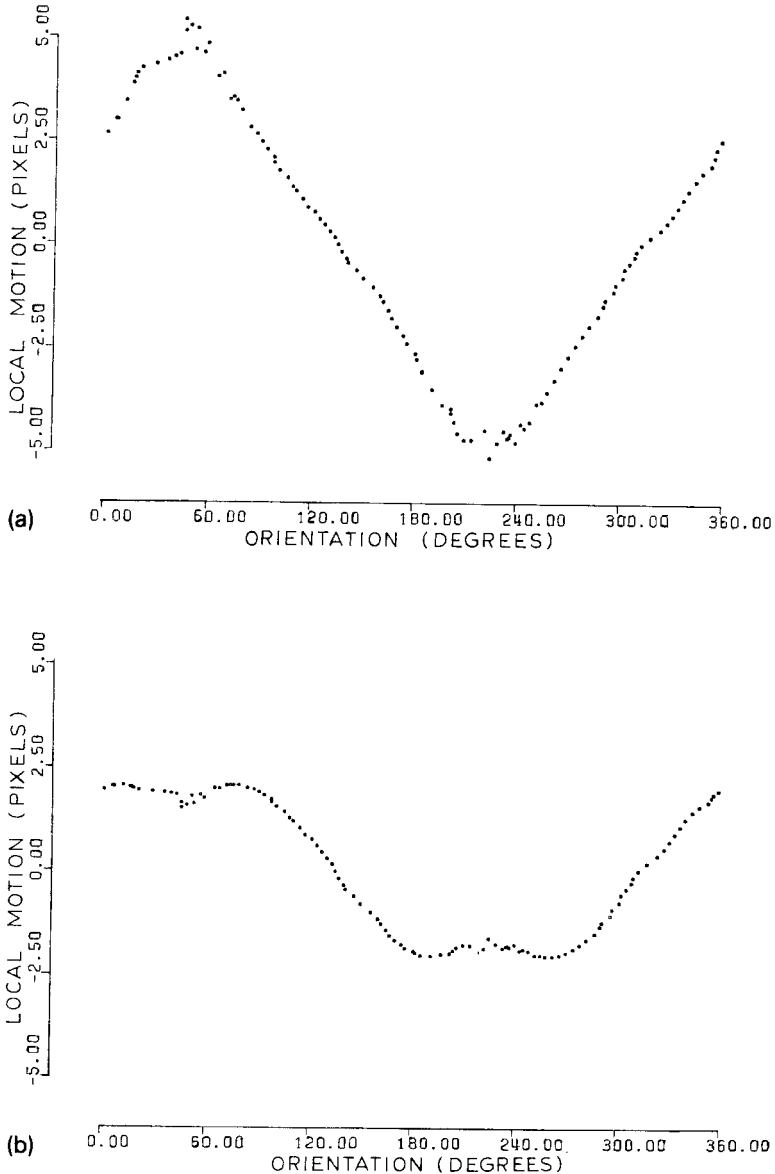 5.00
2.50
0.00
-2.50
-5.00
LOCAL MOTION (PIXELS)
(a)
0.00 60.00 120.00 180.00 240.00 300.00 360.00
ORIENTATION (DEGREES)
5.00
2.50
0.00
-2.50
-5.00
LOCAL MOTION (PIXELS)
(b)
0.00 60.00 120.00 180.00 240.00 300.00 360.00
ORIENTATION (DEGREES)